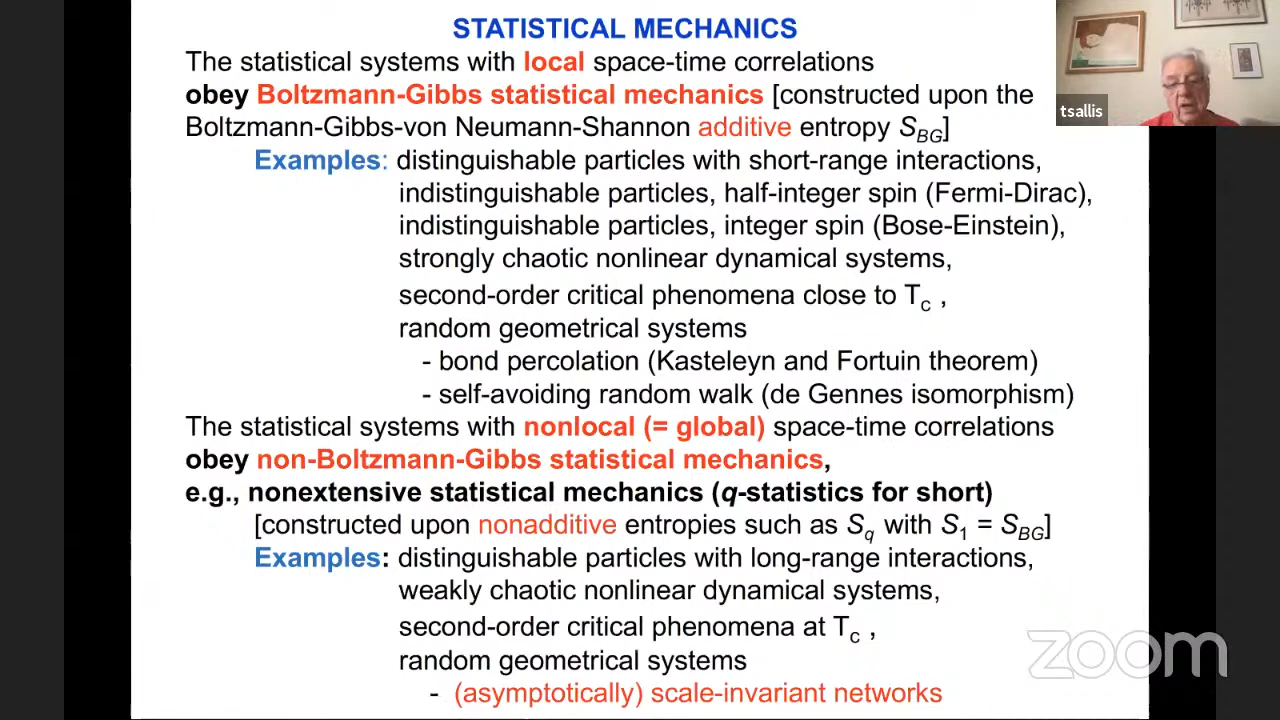 STATISTICAL MECHANICS
The statistical systems with local space-time correlations
obey Boltzmann-Gibbs statistical mechanics [constructed upon the
Boltzmann-Gibbs-von Neumann-Shannon additive entropy S_BG]
Examples: distinguishable particles with short-range interactions,
indistinguishable particles, half-integer spin (Fermi-Dirac),
indistinguishable particles, integer spin (Bose-Einstein),
strongly chaotic nonlinear dynamical systems,
second-order critical phenomena close to T_c ,
random geometrical systems
- bond percolation (Kasteleyn and Fortuin theorem)
- self-avoiding random walk (de Gennes isomorphism)
The statistical systems with nonlocal (= global) space-time correlations
obey non-Boltzmann-Gibbs statistical mechanics,
e.g., nonextensive statistical mechanics (q-statistics for short)
[constructed upon nonadditive entropies such as S_q with S_1 = S_BG]
Examples: distinguishable particles with long-range interactions,
weakly chaotic nonlinear dynamical systems,
second-order critical phenomena at T_c ,
random geometrical systems
- (asymptotically) scale-invariant networks
tsallis
zoom